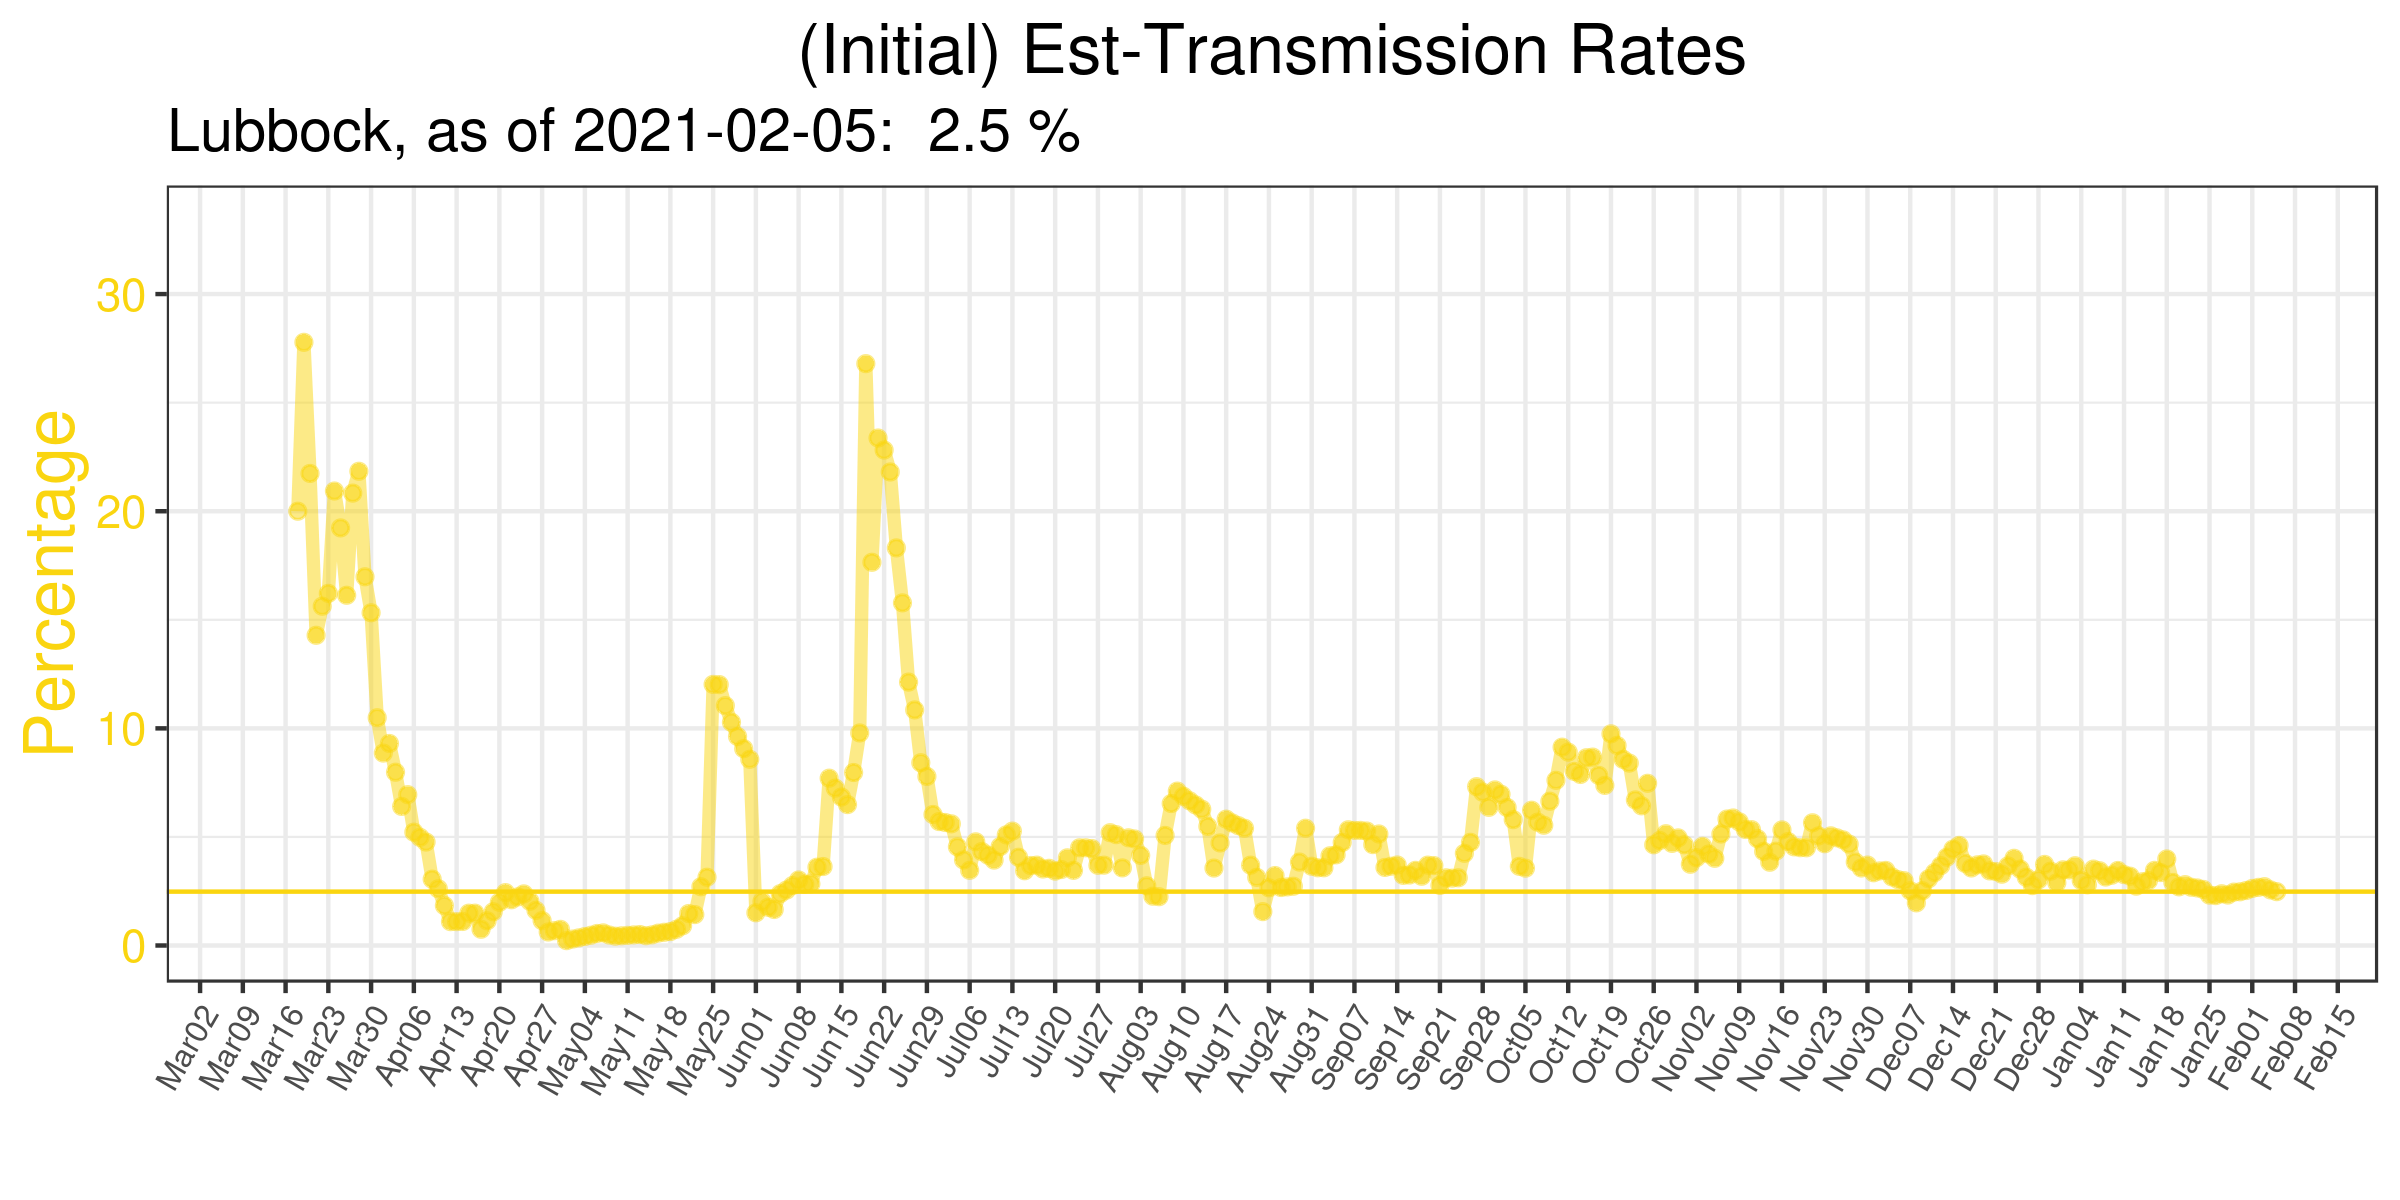 (Initial) Est-Transmission Rates
Lubbock, as of 2021-02-05:  2.5 %
Percentage
30
20
10
0
Mar02
Mar09
Mar16
Mar23
Mar30
Apr06
Apr13
Apr20
Apr27
May04
May11
May18
May25
Jun01
Jun08
Jun15
Jun22
Jun29
Jul06
Jul13
Jul20
Jul27
Aug03
Aug10
Aug17
Aug24
Aug31
Sep07
Sep14
Sep21
Sep28
Oct05
Oct12
Oct19
Oct26
Nov02
Nov09
Nov16
Nov23
Nov30
Dec07
Dec14
Dec21
Dec28
Jan04
Jan11
Jan18
Jan25
Feb01
Feb08
Feb15